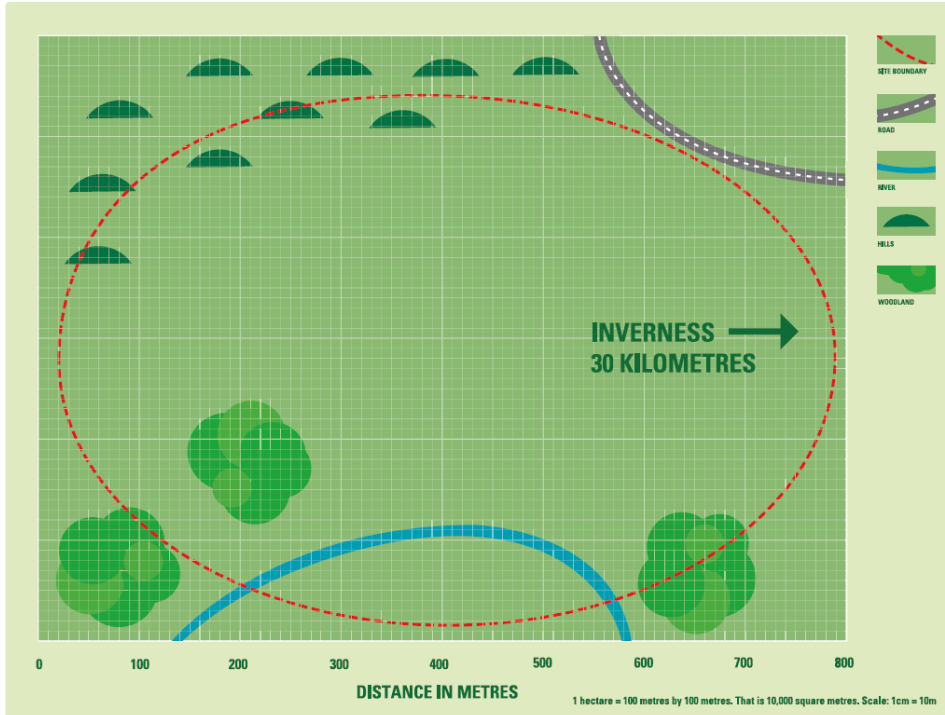 SITE BOUNDARY
ROAD
RIVER
HILLS
WOODLAND
INVERNESS
30 KILOMETRES
0 100 200 300 400 500 600 700 800
DISTANCE IN METRES
1 hectare = 100 metres by 100 metres. That is 10,000 square metres. Scale: 1cm = 10m